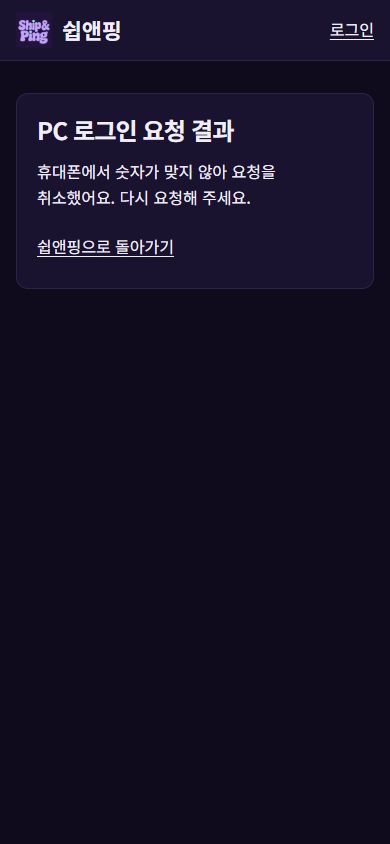 Ship&
Ping
쉽앤핑
로그인
PC 로그인 요청 결과
휴대폰에서 숫자가 맞지 않아 요청을
취소했어요. 다시 요청해 주세요.
쉽앤핑으로 돌아가기